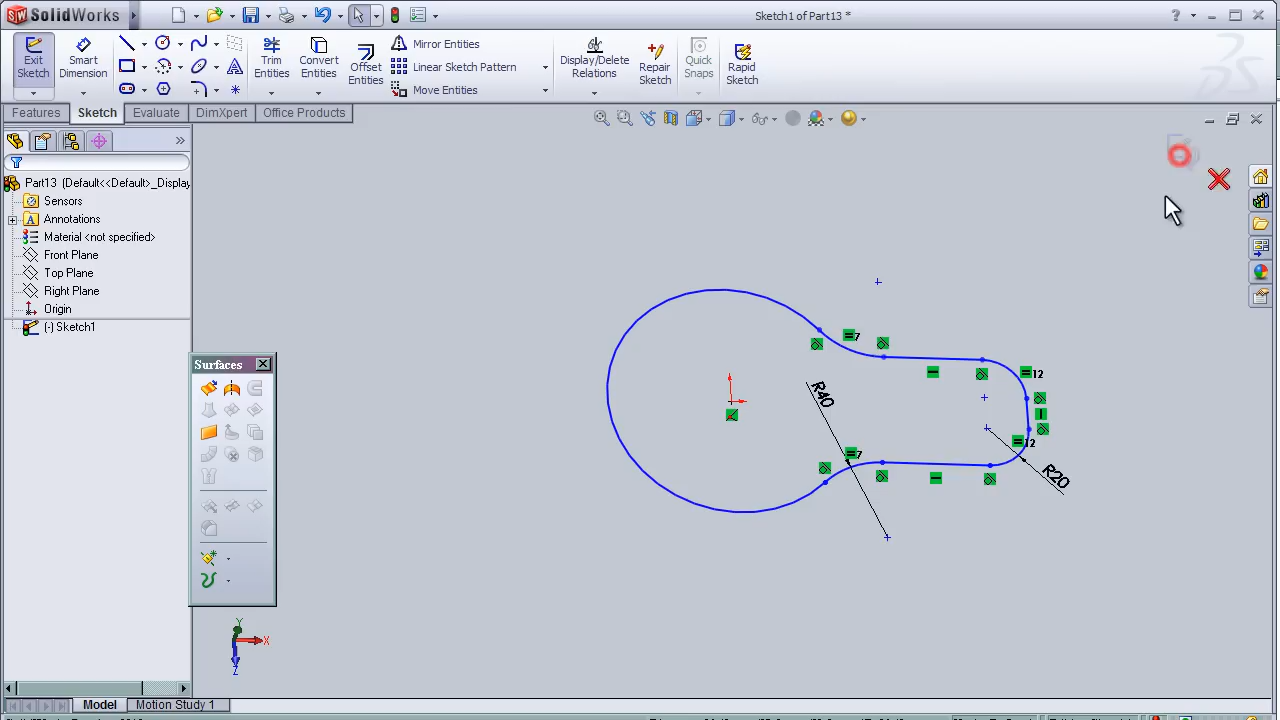 SolidWorks
Sketch1 of Part13 *
Exit Sketch
Smart Dimension
Trim Entities
Convert Entities
Offset Entities
Mirror Entities
Linear Sketch Pattern
Move Entities
Display/Delete Relations
Repair Sketch
Quick Snaps
Rapid Sketch
Features
Sketch
Evaluate
DimXpert
Office Products
Part13 (Default<<Default>_Display
Sensors
Annotations
Material <not specified>
Front Plane
Top Plane
Right Plane
Origin
(-) Sketch1
Surfaces
7
12
R40
12
7
R20
Y
X
Z
Model
Motion Study 1